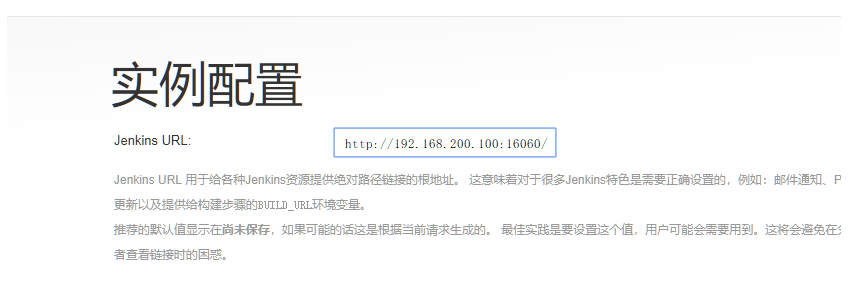 实例配置
Jenkins URL: http://192.168.200.100:16060/
Jenkins URL 用于给各种Jenkins资源提供绝对路径链接的根地址。 这意味着对于很多Jenkins特色是需要正确设置的，例如：邮件通知、P
更新以及提供给构建步骤的BUILD_URL环境变量。
推荐的默认值显示在尚未保存，如果可能的话这是根据当前请求生成的。 最佳实践是要设置这个值，用户可能会需要用到。这将会避免在
者查看链接时的困惑。